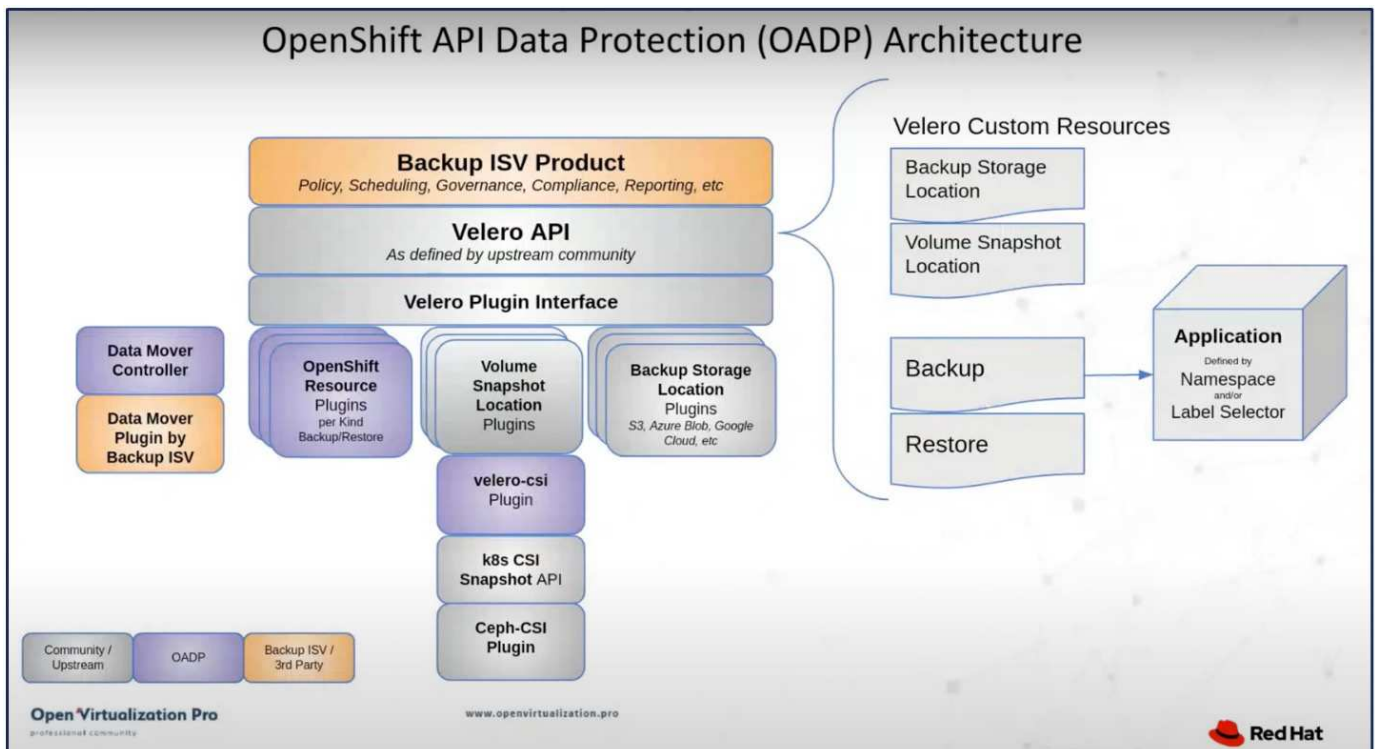 OpenShift API Data Protection (OADP) Architecture
Backup ISV Product
Policy, Scheduling, Governance, Compliance, Reporting, etc
Velero API
As defined by upstream community
Velero Plugin Interface
Data Mover
Controller
Data Mover
Plugin by
Backup ISV
OpenShift
Resource
Plugins
per Kind
Backup/Restore
Volume
Snapshot
Location
Plugins
Backup Storage
Location
Plugins
S3, Azure Blob, Google
Cloud, etc
velero-csi
Plugin
k8s CSI
Snapshot API
Ceph-CSI
Plugin
Velero Custom Resources
Backup Storage
Location
Volume Snapshot
Location
Backup
Restore
Application
Defined by
Namespace
and/or
Label Selector
Community /
Upstream
OADP
Backup ISV /
3rd Party
Open Virtualization Pro
professional community
www.openvirtualization.pro
Red Hat